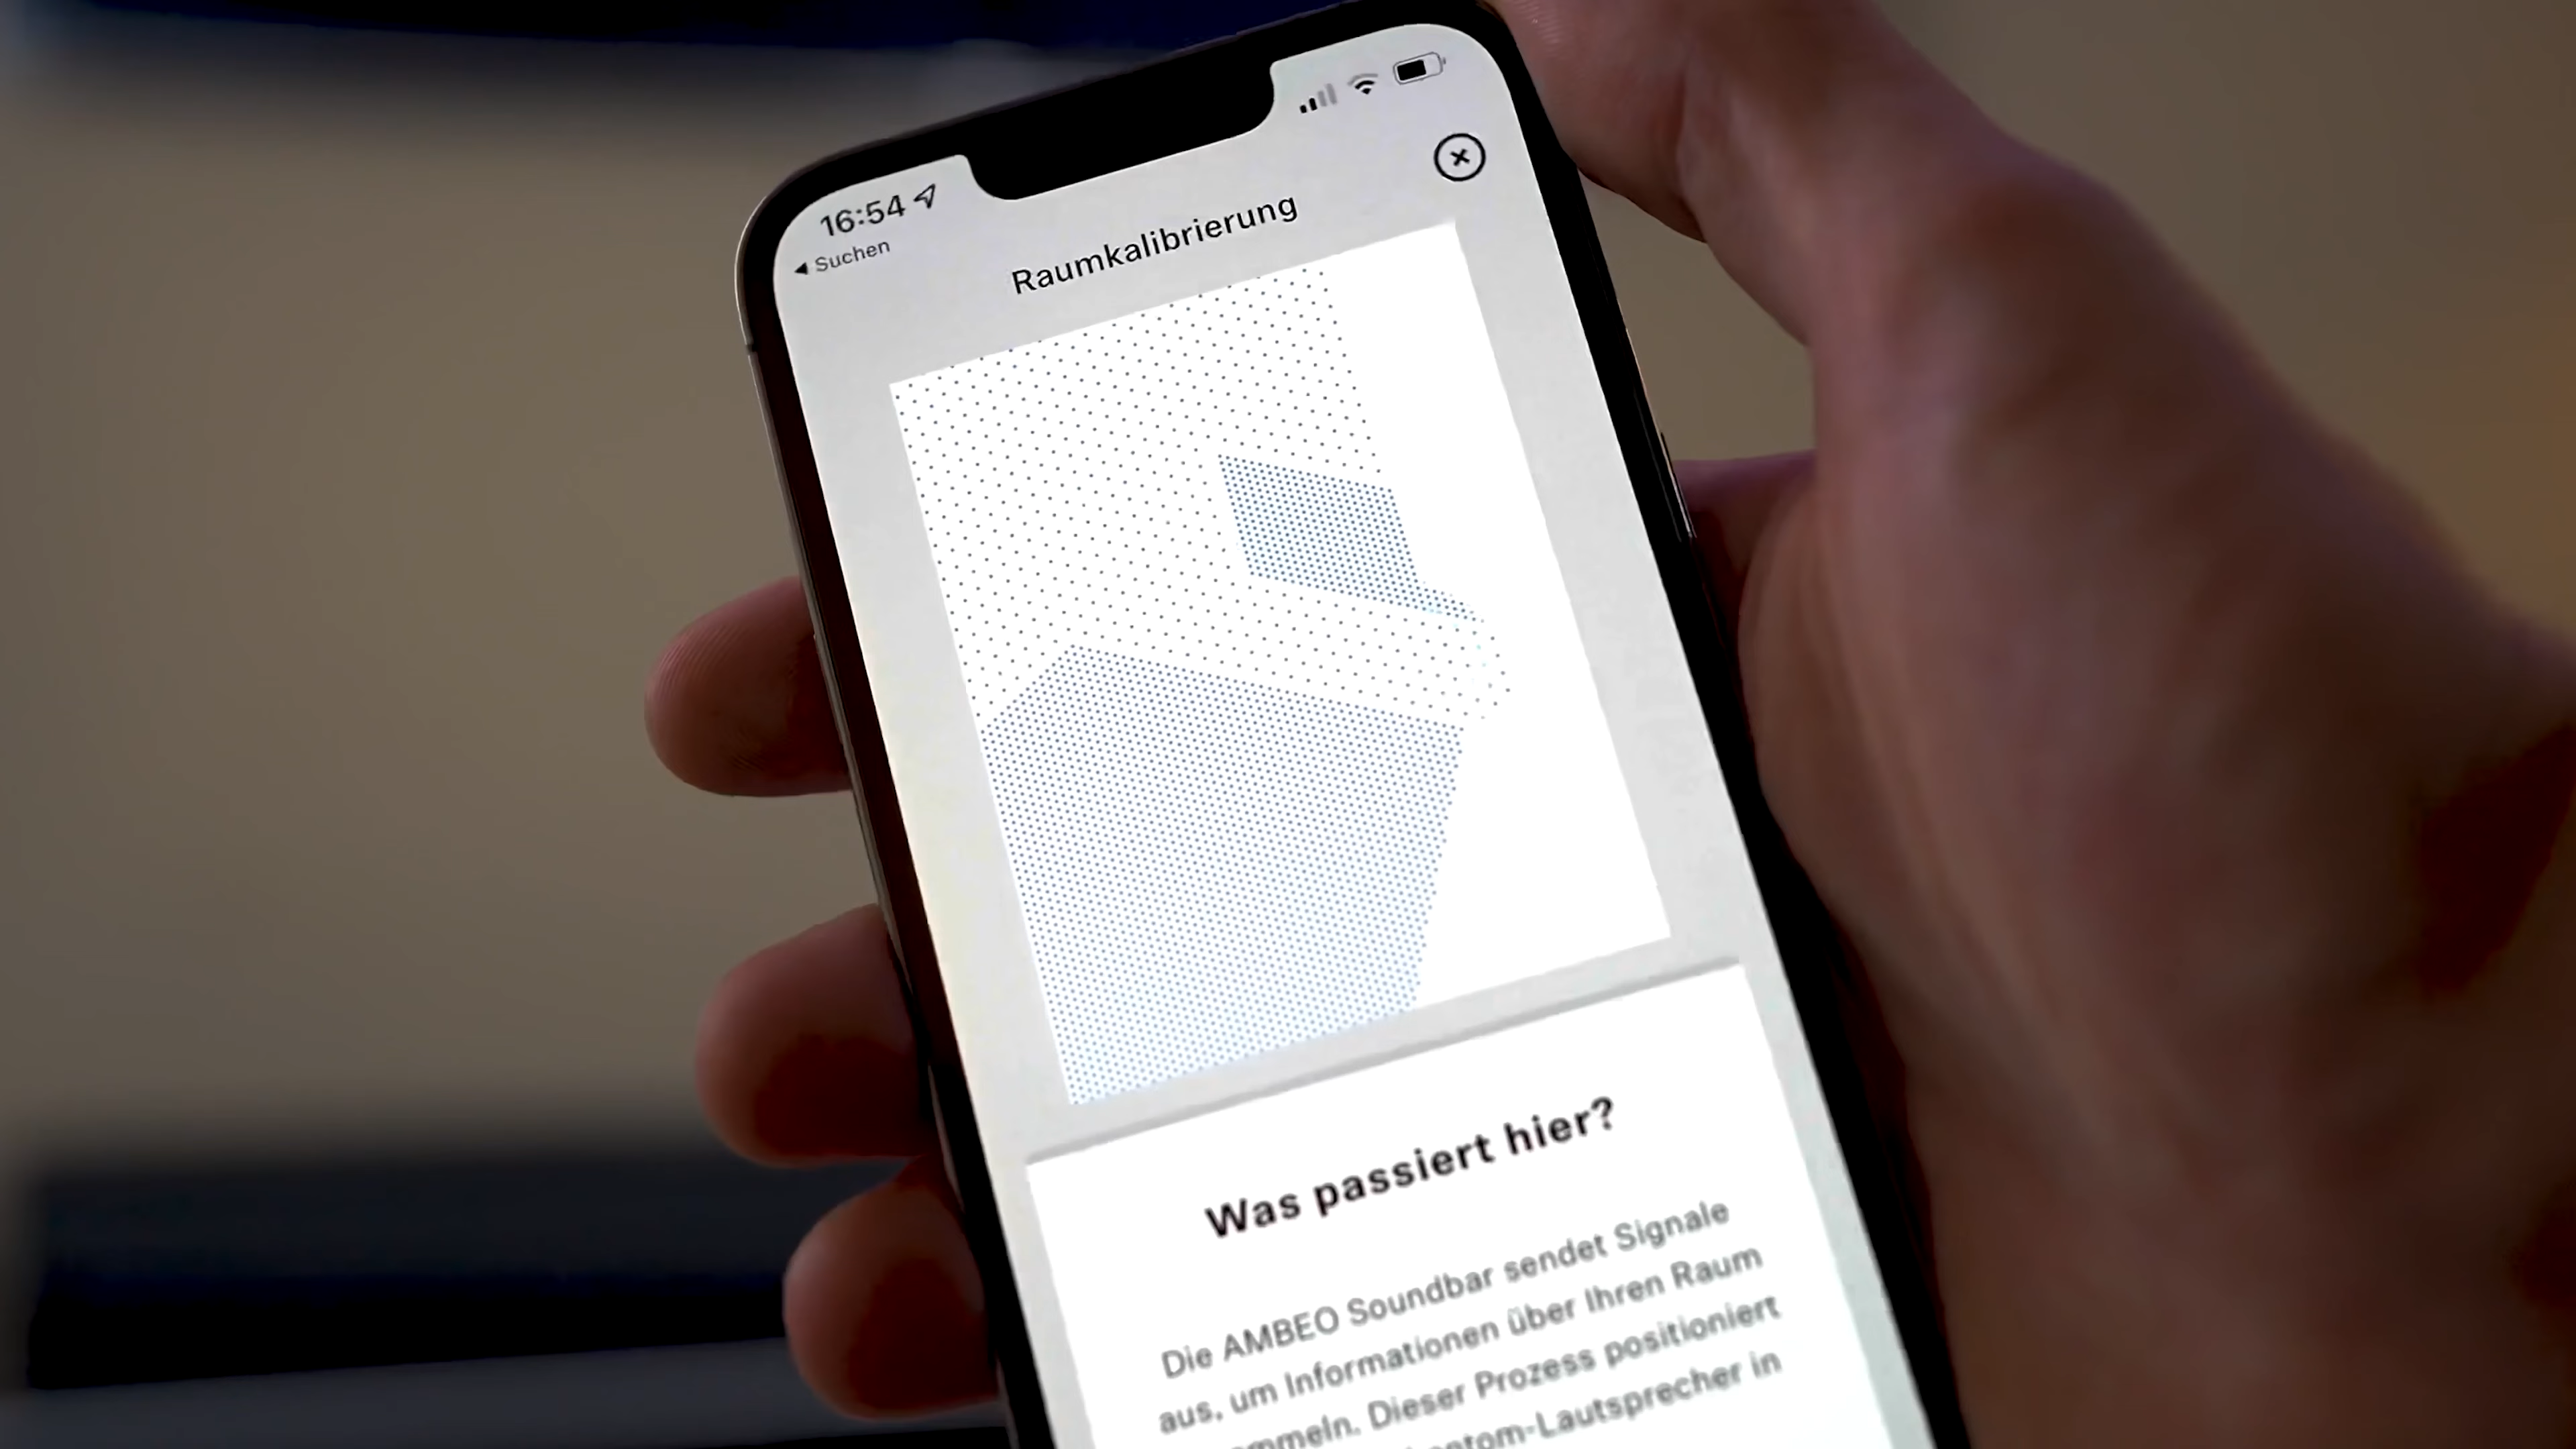 16:54
◀ Suchen
Raumkalibrierung
Was passiert hier?
Die AMBEO Soundbar sendet Signale
aus, um Informationen über Ihren Raum
Dieser Prozess positioniert
in